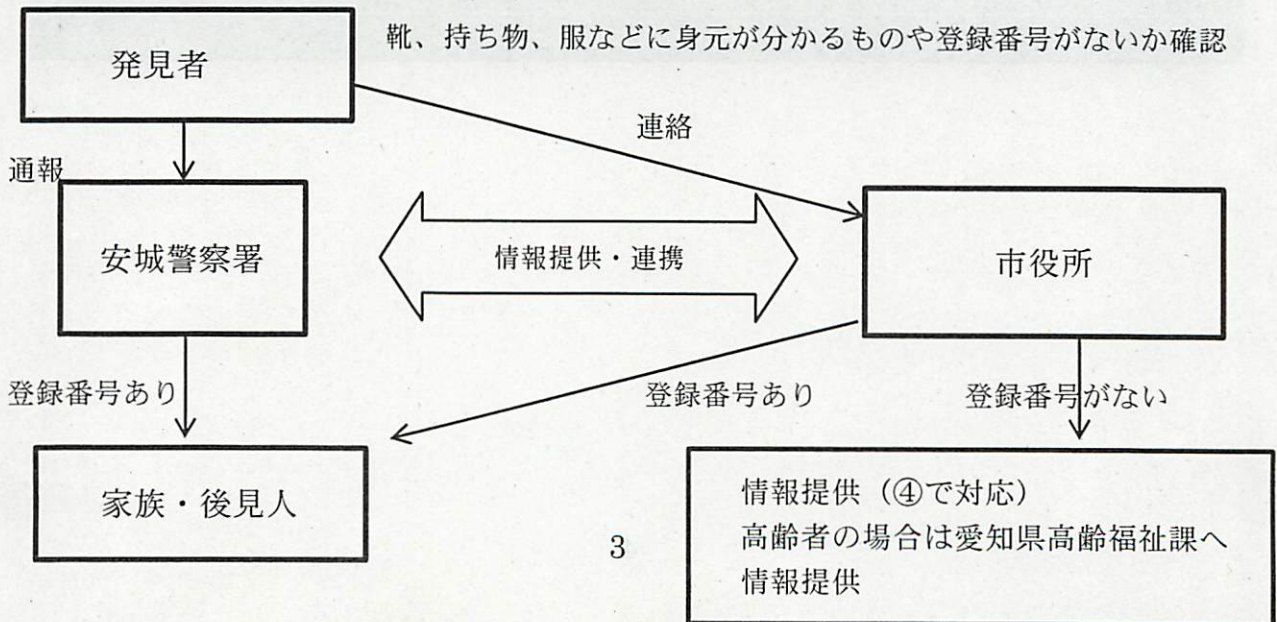 靴、持ち物、服などに身元が分かるものや登録番号がないか確認
発見者
連絡
通報
安城警察署
情報提供・連携
市役所
登録番号あり
登録番号あり
登録番号がない
家族・後見人
情報提供（④で対応）
高齢者の場合は愛知県高齢福祉課へ
情報提供
3